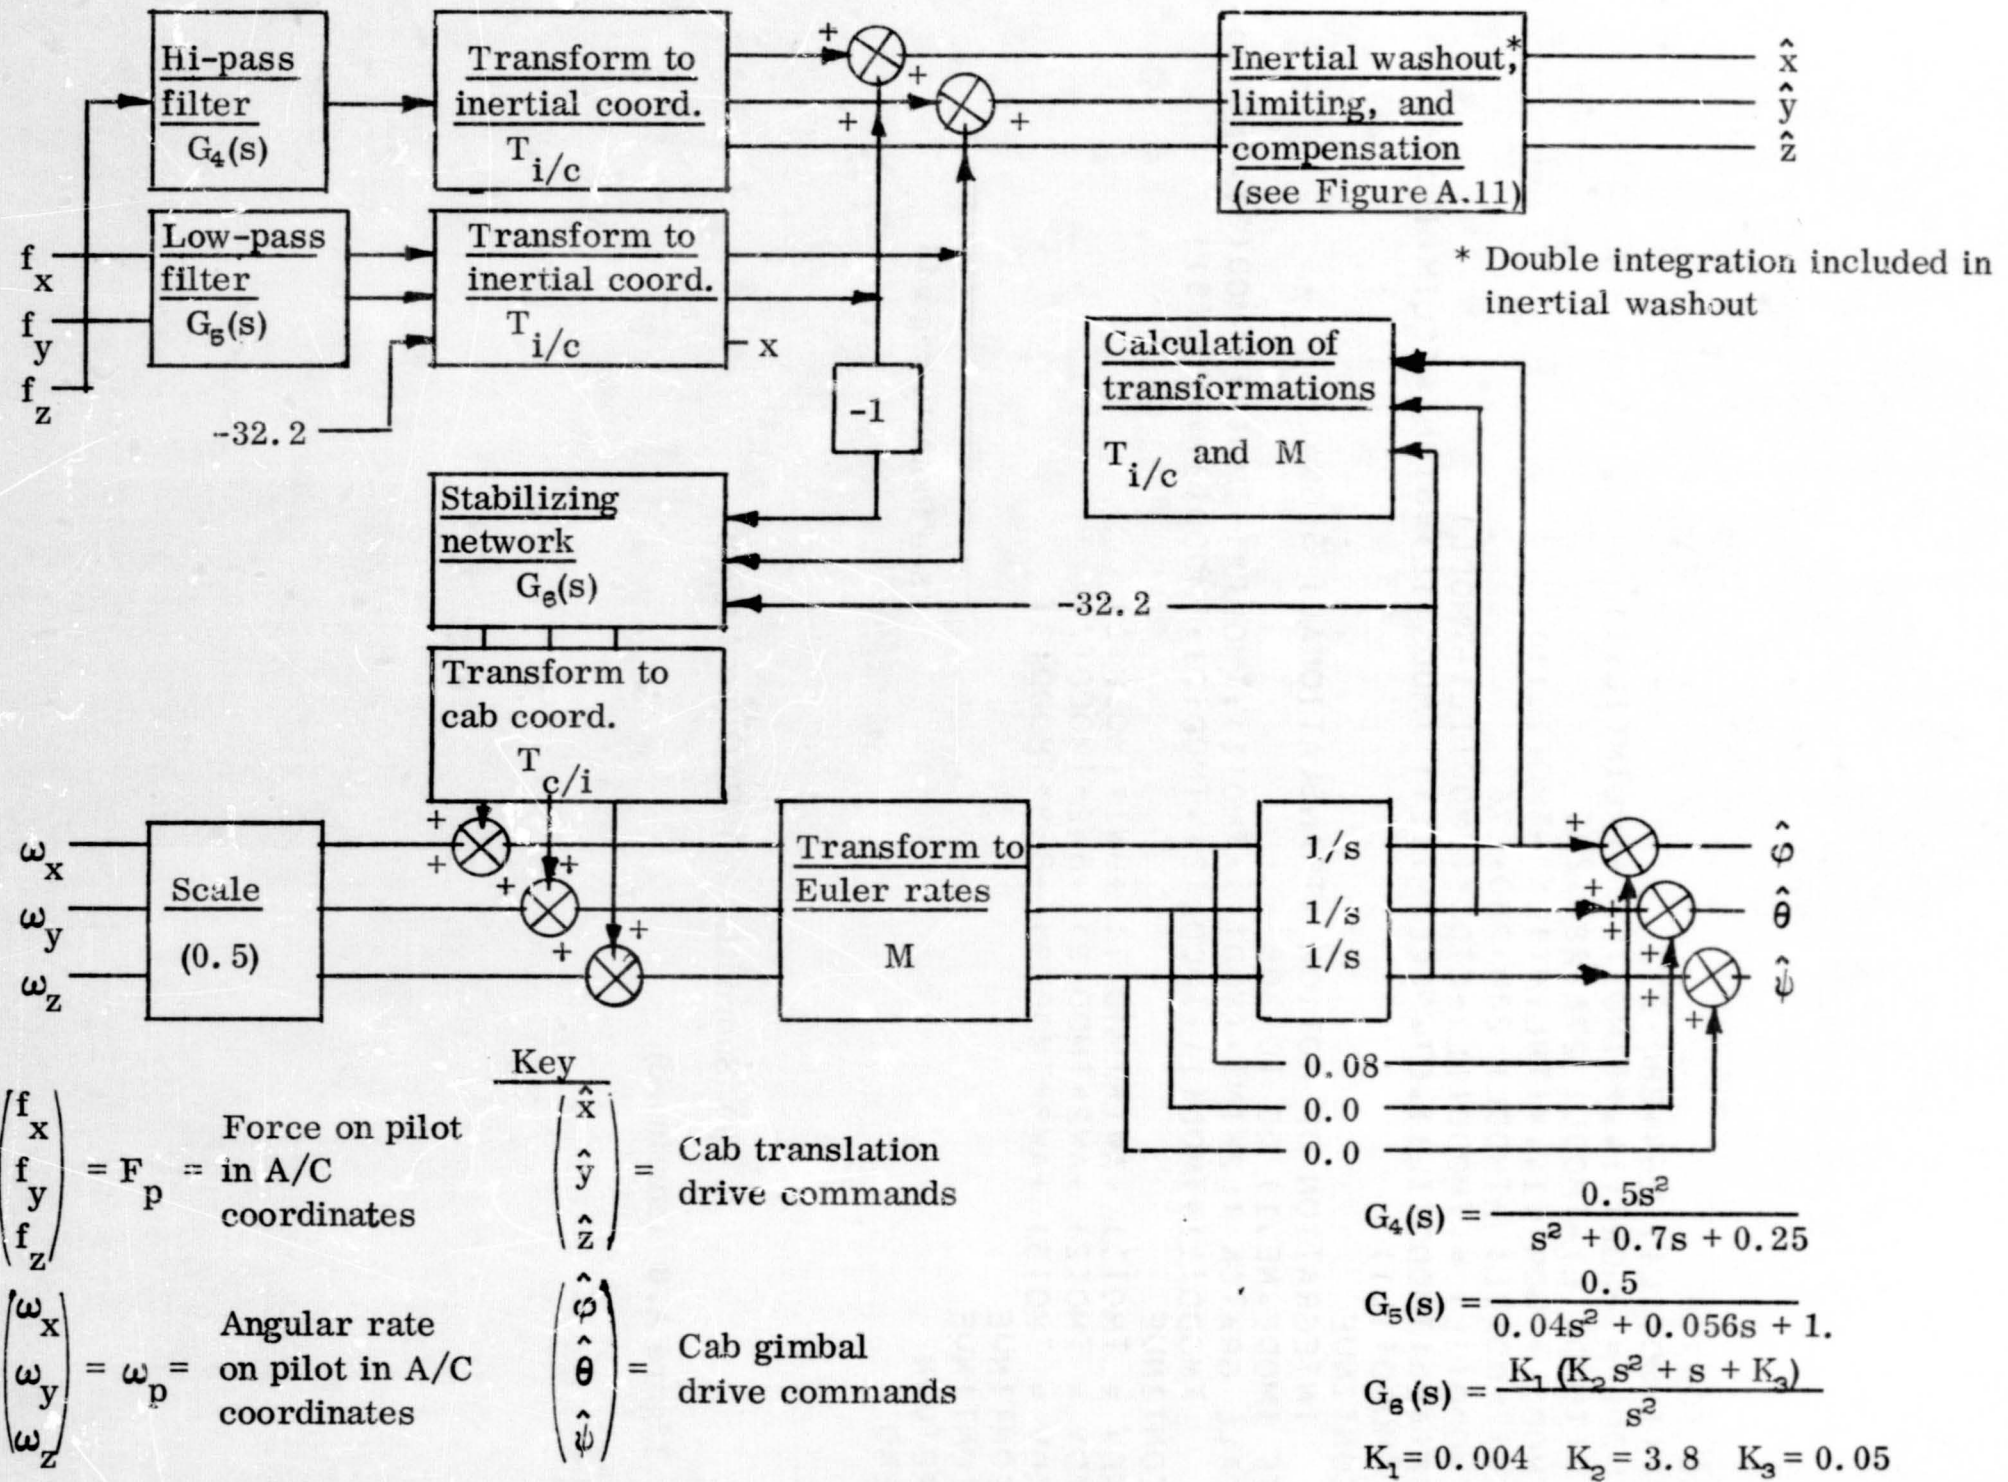 Hi-pass
filter
G₄(s)
Transform to
inertial coord.
T i/c
+
+
+
+
Inertial washout,*
limiting, and
compensation
(see Figure A.11)
x̂
ŷ
ẑ
Low-pass
filter
G₅(s)
Transform to
inertial coord.
T i/c
x
f x
f y
f z
-32.2
-1
* Double integration included in
inertial washout
Calculation of
transformations
T i/c and M
Stabilizing
network
G₆(s)
-32.2
Transform to
cab coord.
T c/i
ω x
ω y
ω z
Scale
(0.5)
+
+
+
+
+
+
Transform to
Euler rates
M
1/s
1/s
1/s
+
+
+
+
+
+
φ̂
θ̂
ψ̂
0.08
0.0
0.0
Key
(f x f y f z) = F p = Force on pilot
in A/C
coordinates
(x̂ ŷ ẑ) = Cab translation
drive commands
(ω x ω y ω z) = ω p = Angular rate
on pilot in A/C
coordinates
(φ̂ θ̂ ψ̂) = Cab gimbal
drive commands
G₄(s) = 0.5s² / s² + 0.7s + 0.25
G₅(s) = 0.5 / 0.04s² + 0.056s + 1.
G₆(s) = K₁ (K₂ s² + s + K₃) / s²
K₁ = 0.004 K₂ = 3.8 K₃ = 0.05